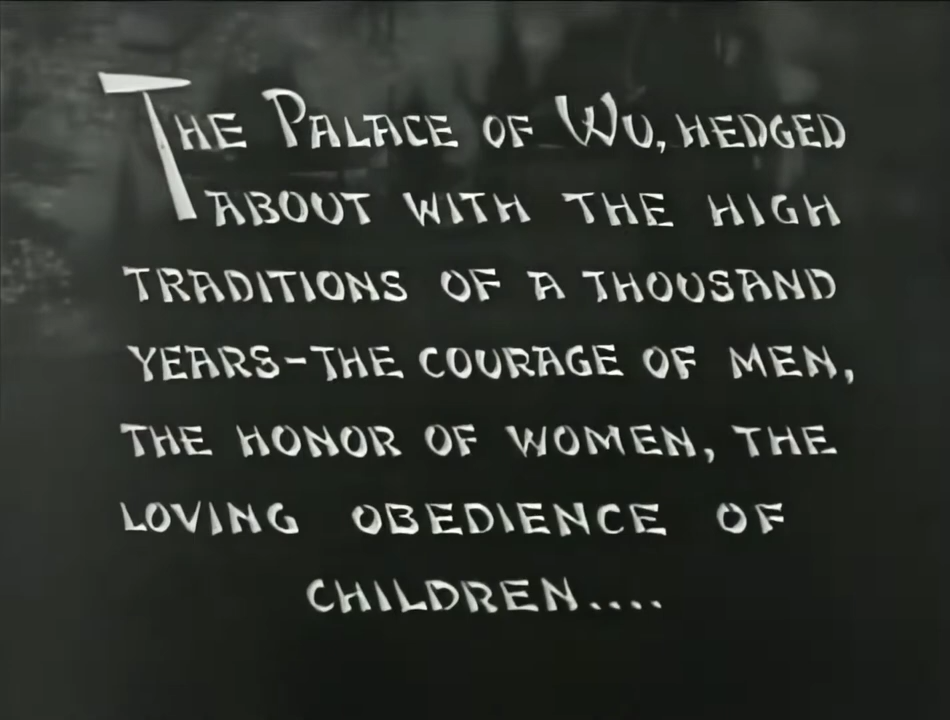 The Palace of Wu, hedged
about with the high
traditions of a thousand
years-the courage of men,
the honor of women, the
loving obedience of
children....